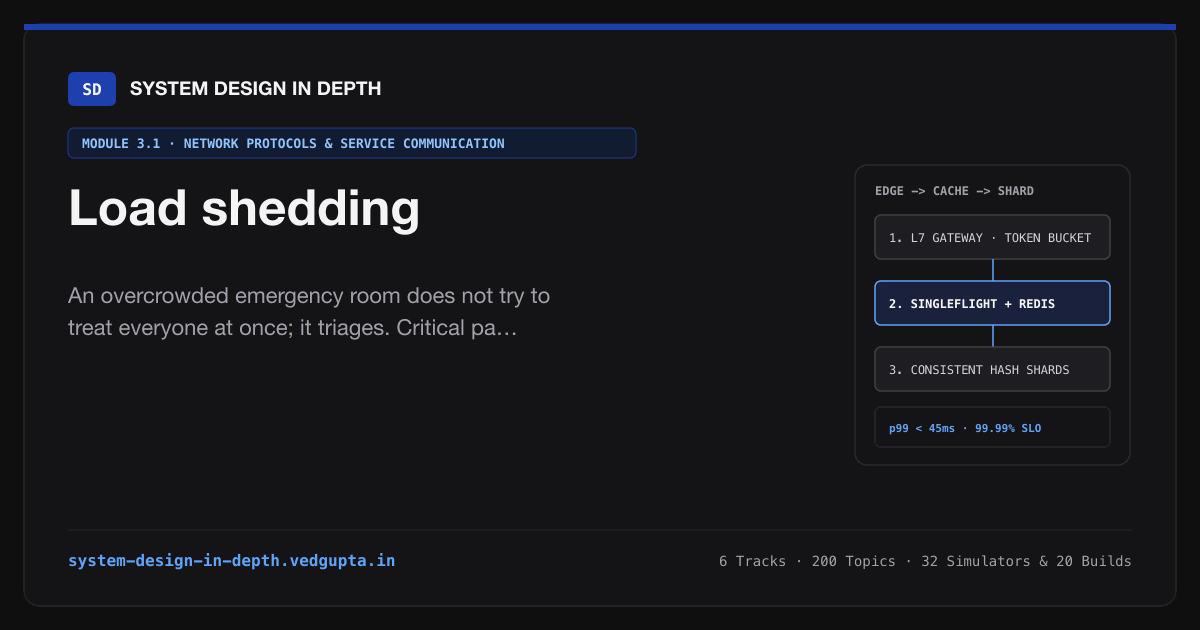 SD SYSTEM DESIGN IN DEPTH
MODULE 3.1 · NETWORK PROTOCOLS & SERVICE COMMUNICATION
Load shedding
An overcrowded emergency room does not try to
treat everyone at once; it triages. Critical pa…
EDGE —> CACHE —> SHARD
1. L7 GATEWAY · TOKEN BUCKET
2. SINGLEFLIGHT + REDIS
3. CONSISTENT HASH SHARDS
p99 < 45ms · 99.99% SLO
system-design-in-depth.vedgupta.in
6 Tracks · 200 Topics · 32 Simulators & 20 Builds